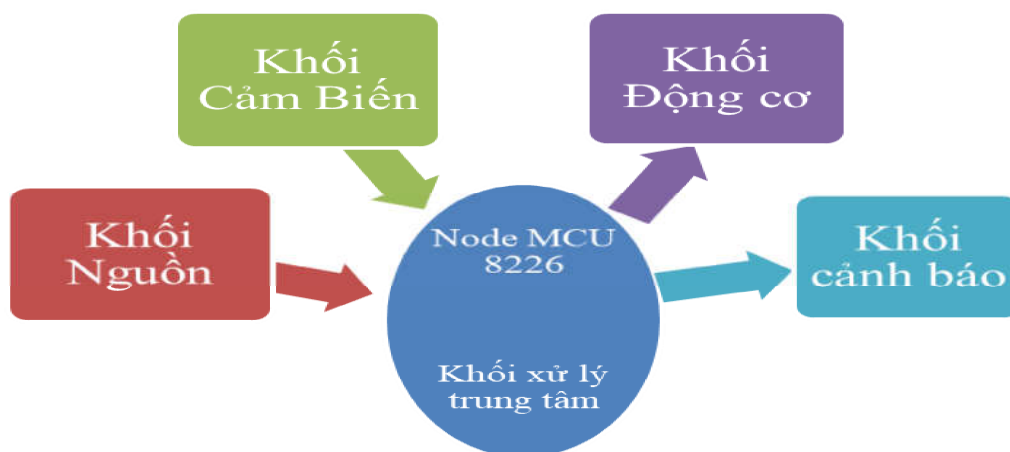 Khối
Cảm Biến
Khối
Động cơ
Khối
Nguồn
Node MCU
8226
Khối xử lý
trung tâm
Khối
cảnh báo